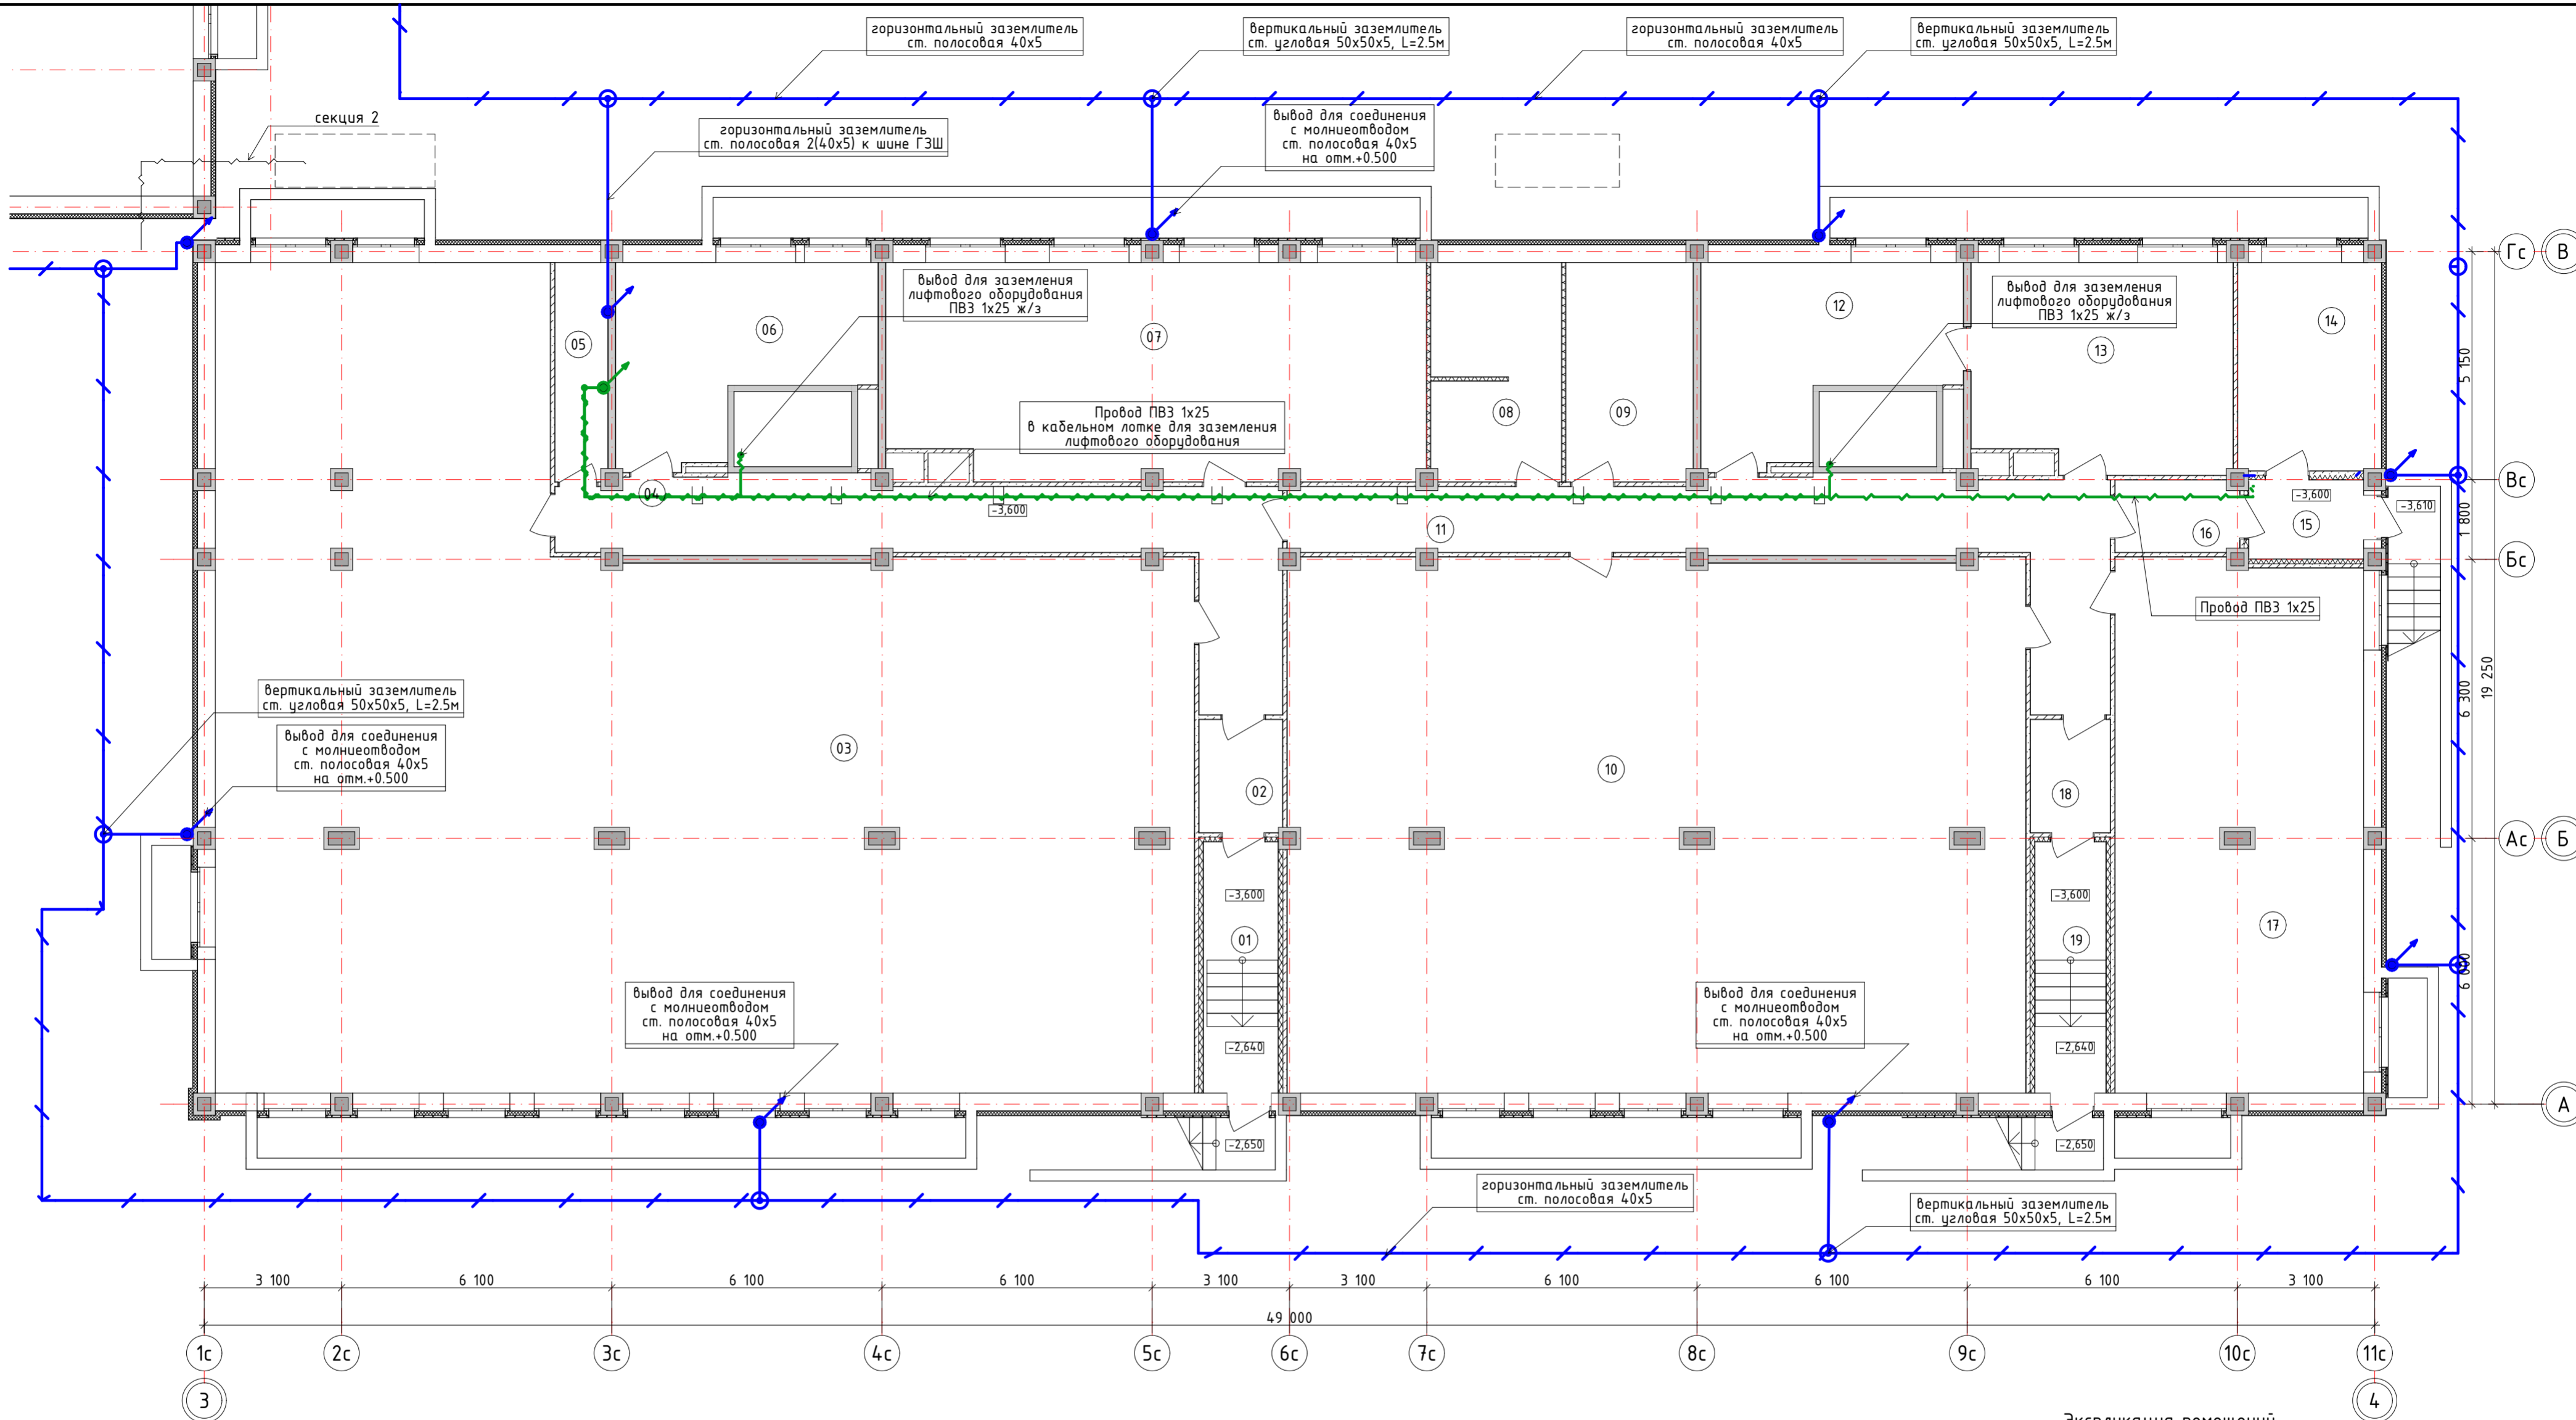 горизонтальный заземлитель
ст. полосовая 40х5
вертикальный заземлитель
ст. угловая 50х50х5, L=2.5м
горизонтальный заземлитель
ст. полосовая 40х5
вертикальный заземлитель
ст. угловая 50х50х5, L=2.5м
секция 2
горизонтальный заземлитель
ст. полосовая 2(40х5) к шине ГЗШ
вывод для соединения
с молниеотводом
ст. полосовая 40х5
на отм.+0.500
вывод для заземления
лифтового оборудования
ПВЗ 1х25 ж/з
вывод для заземления
лифтового оборудования
ПВЗ 1х25 ж/з
Гс
В
05
06
07
12
13
14
5 150
08
09
Провод ПВЗ 1х25
в кабельном лотке для заземления
лифтового оборудования
04
-3,600
11
16
15
-3,600
-3,610
Вс
1 800
Бс
Провод ПВЗ 1х25
6 300
19 250
вертикальный заземлитель
ст. угловая 50х50х5, L=2.5м
вывод для соединения
с молниеотводом
ст. полосовая 40х5
на отм.+0.500
03
02
10
18
Ас
Б
-3,600
-3,600
01
19
17
6 000
вывод для соединения
с молниеотводом
ст. полосовая 40х5
на отм.+0.500
вывод для соединения
с молниеотводом
ст. полосовая 40х5
на отм.+0.500
-2,640
-2,640
А
-2,650
-2,650
горизонтальный заземлитель
ст. полосовая 40х5
вертикальный заземлитель
ст. угловая 50х50х5, L=2.5м
3 100
6 100
6 100
6 100
3 100
3 100
6 100
6 100
6 100
3 100
49 000
1с
2с
3с
4с
5с
6с
7с
8с
9с
10с
11с
3
4
Экспликация помещений